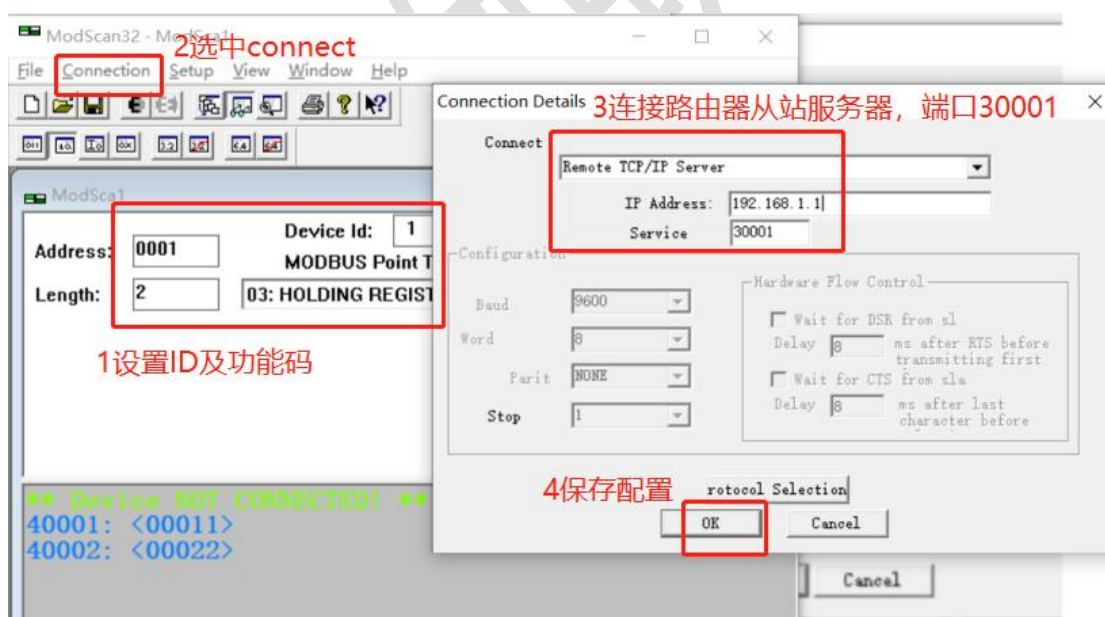 ModScan32 - ModSca1
2选中connect
File Connection Setup View Window Help
Connection Details
3连接路由器从站服务器，端口30001
Connect
Remote TCP/IP Server
IP Address: 192.168.1.1
Service 30001
ModSca1
Address: 0001
Device Id: 1
MODBUS Point T
Length: 2
03: HOLDING REGIST
1设置ID及功能码
Configuration
Baud 9600
Word 8
Parit NONE
Stop 1
Hardware Flow Control
Wait for DSR from sl
Delay 8 ms after RTS before
transmitting first
Wait for CTS from sla
Delay 8 ms after last
character before
4保存配置
rotocol Selection
OK Cancel
** Device NOT CONNECTED! **
40001: <00011>
40002: <00022>
Cancel